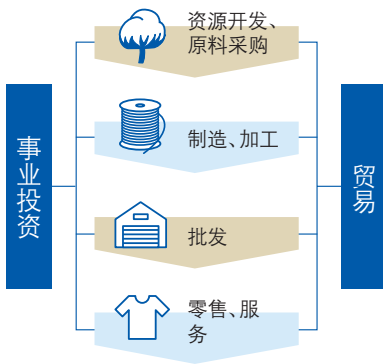 资源开发、
原料采购
事业投资
制造、加工
贸易
批发
零售、服
务